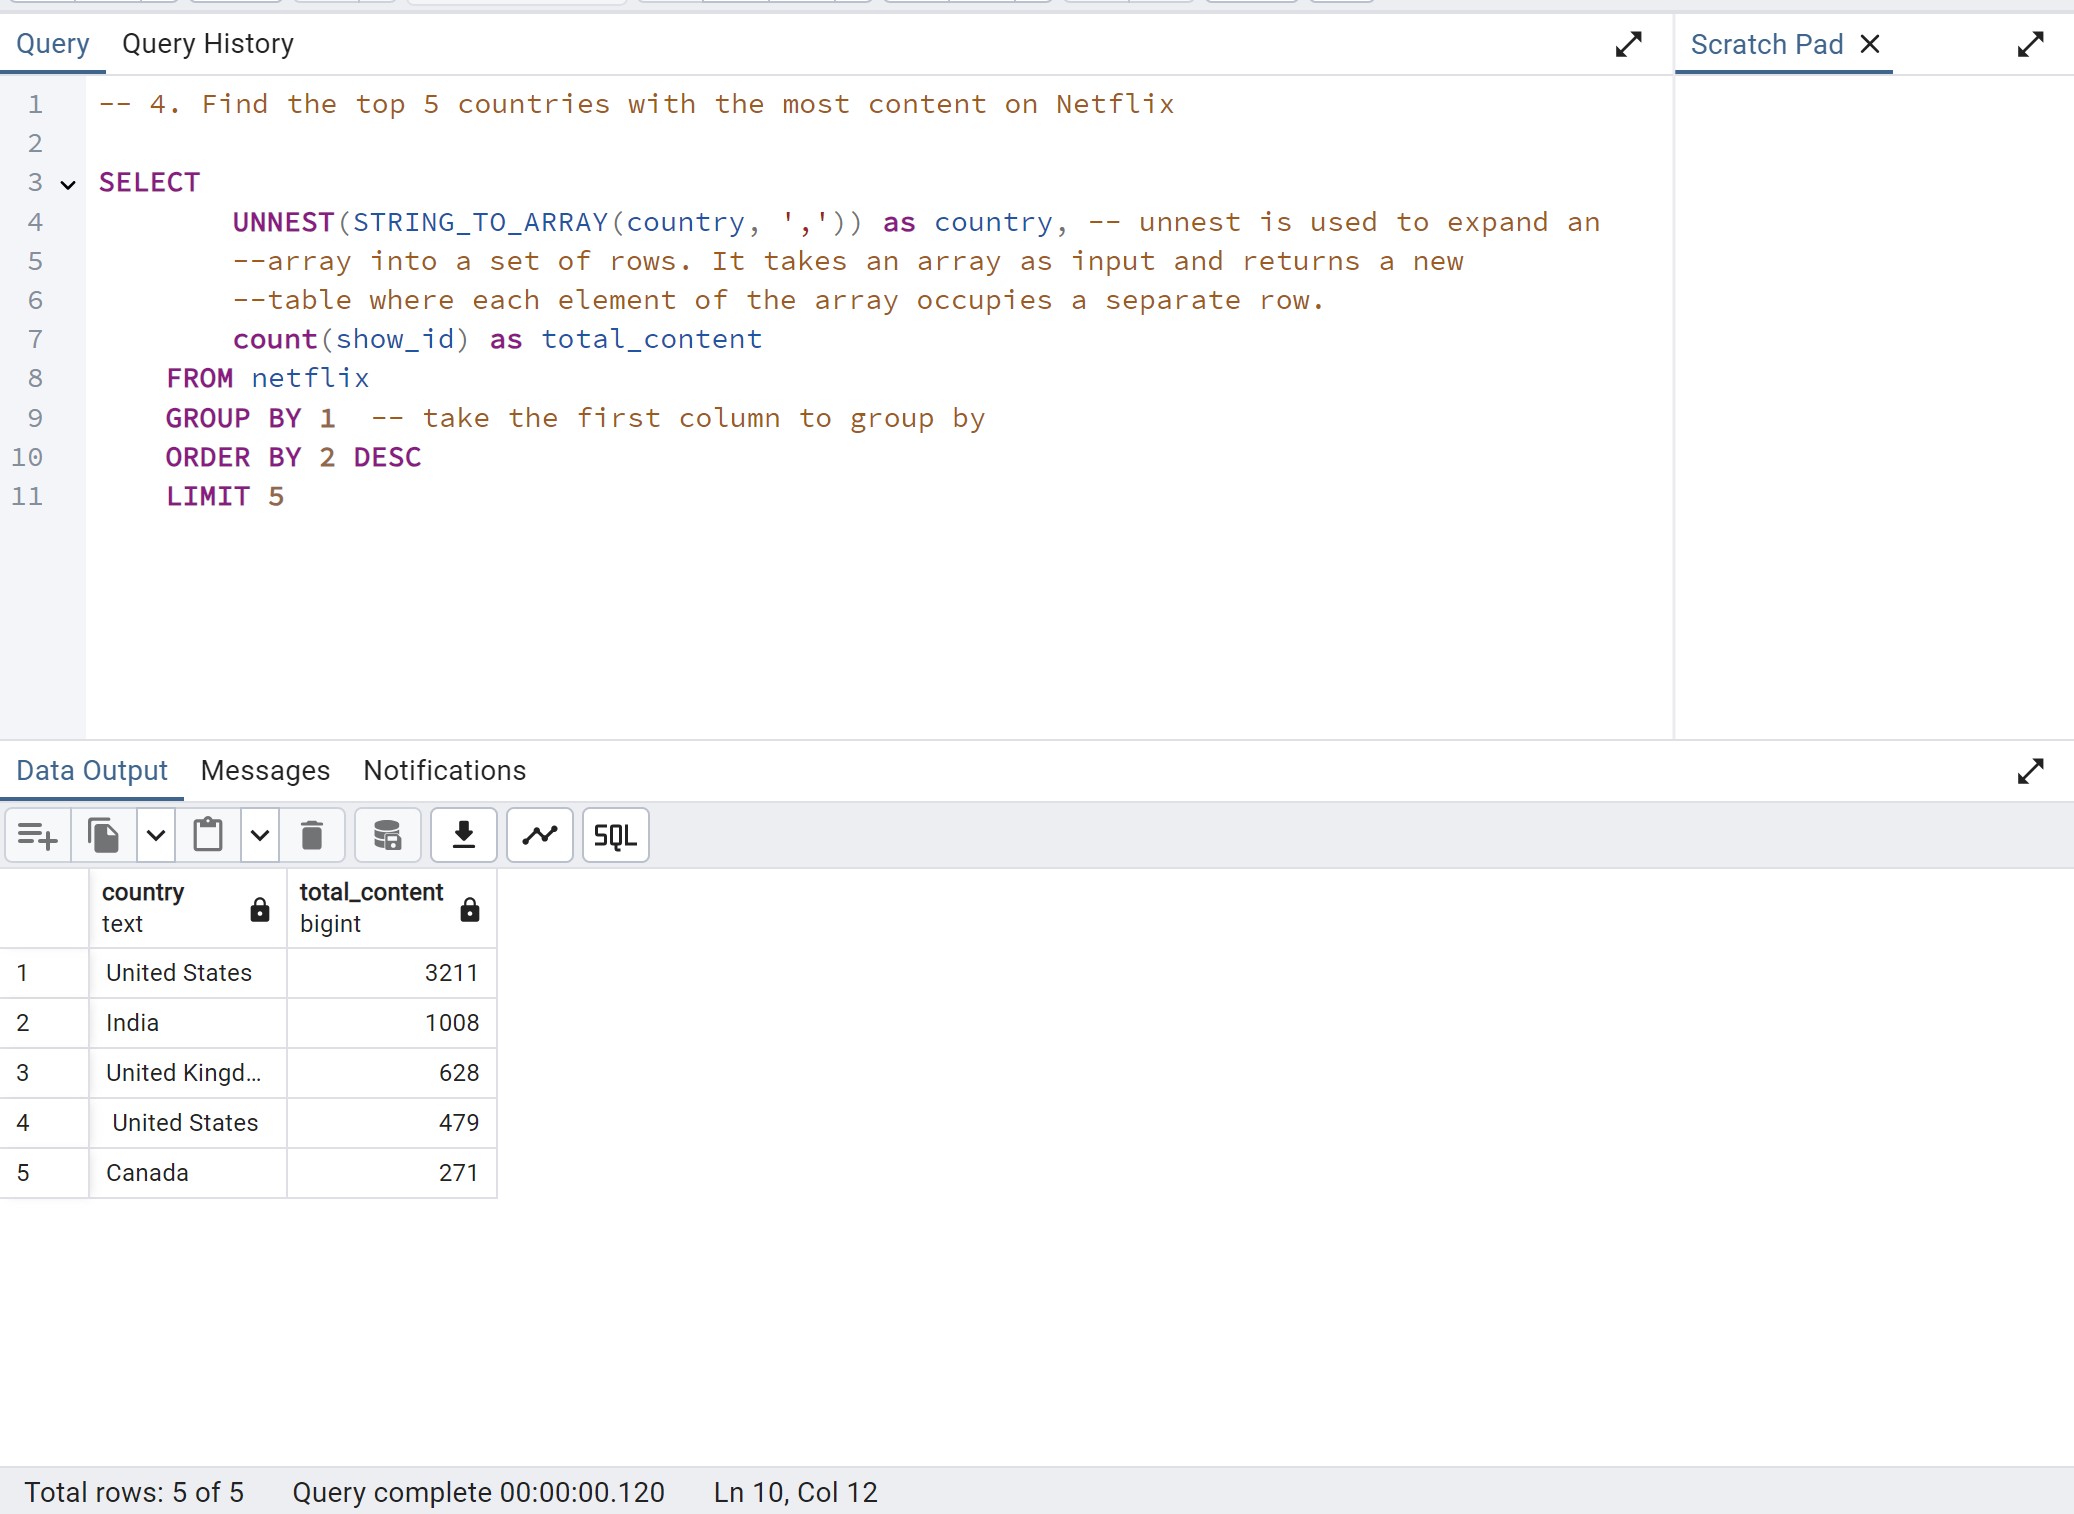 Query Query History Scratch Pad
1 -- 4. Find the top 5 countries with the most content on Netflix
2
3 SELECT
4 UNNEST(STRING_TO_ARRAY(country, ',')) as country, -- unnest is used to expand an
5 --array into a set of rows. It takes an array as input and returns a new
6 --table where each element of the array occupies a separate row.
7 count(show_id) as total_content
8 FROM netflix
9 GROUP BY 1 -- take the first column to group by
10 ORDER BY 2 DESC
11 LIMIT 5
Data Output Messages Notifications
SQL
country total_content
text bigint
1 United States 3211
2 India 1008
3 United Kingd... 628
4 United States 479
5 Canada 271
Total rows: 5 of 5 Query complete 00:00:00.120 Ln 10, Col 12